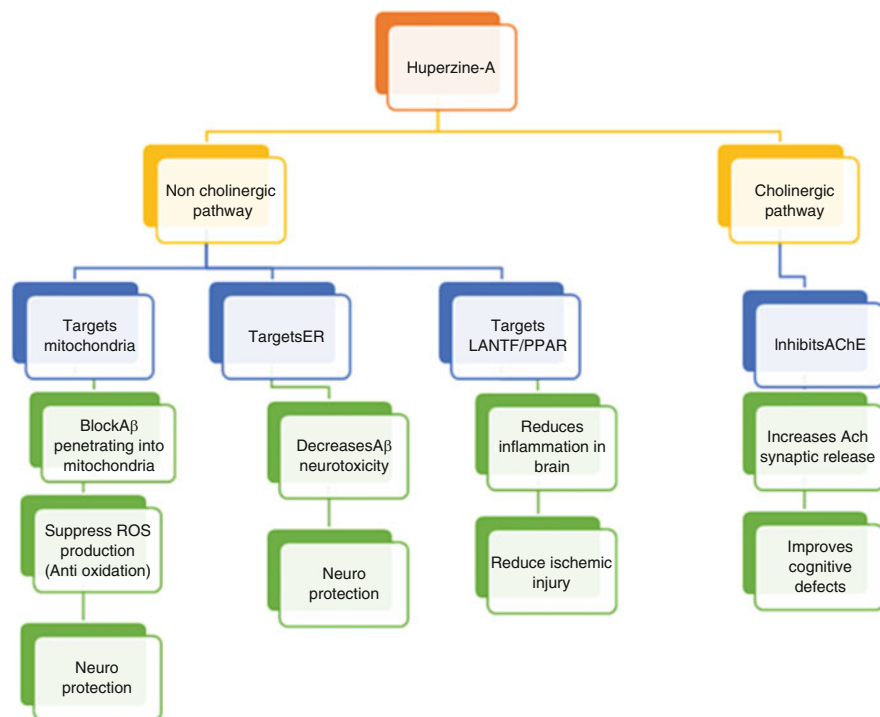 Huperzine-A
Non cholinergic
pathway
Cholinergic
pathway
Targets
mitochondria
TargetsER
Targets
LANTF/PPAR
InhibitsAChE
BlockAβ
penetrating into
mitochondria
DecreasesAβ
neurotoxicity
Reduces
inflammation in
brain
Increases Ach
synaptic release
Suppress ROS
production
(Anti oxidation)
Neuro
protection
Reduce ischemic
injury
Improves
cognitive
defects
Neuro
protection